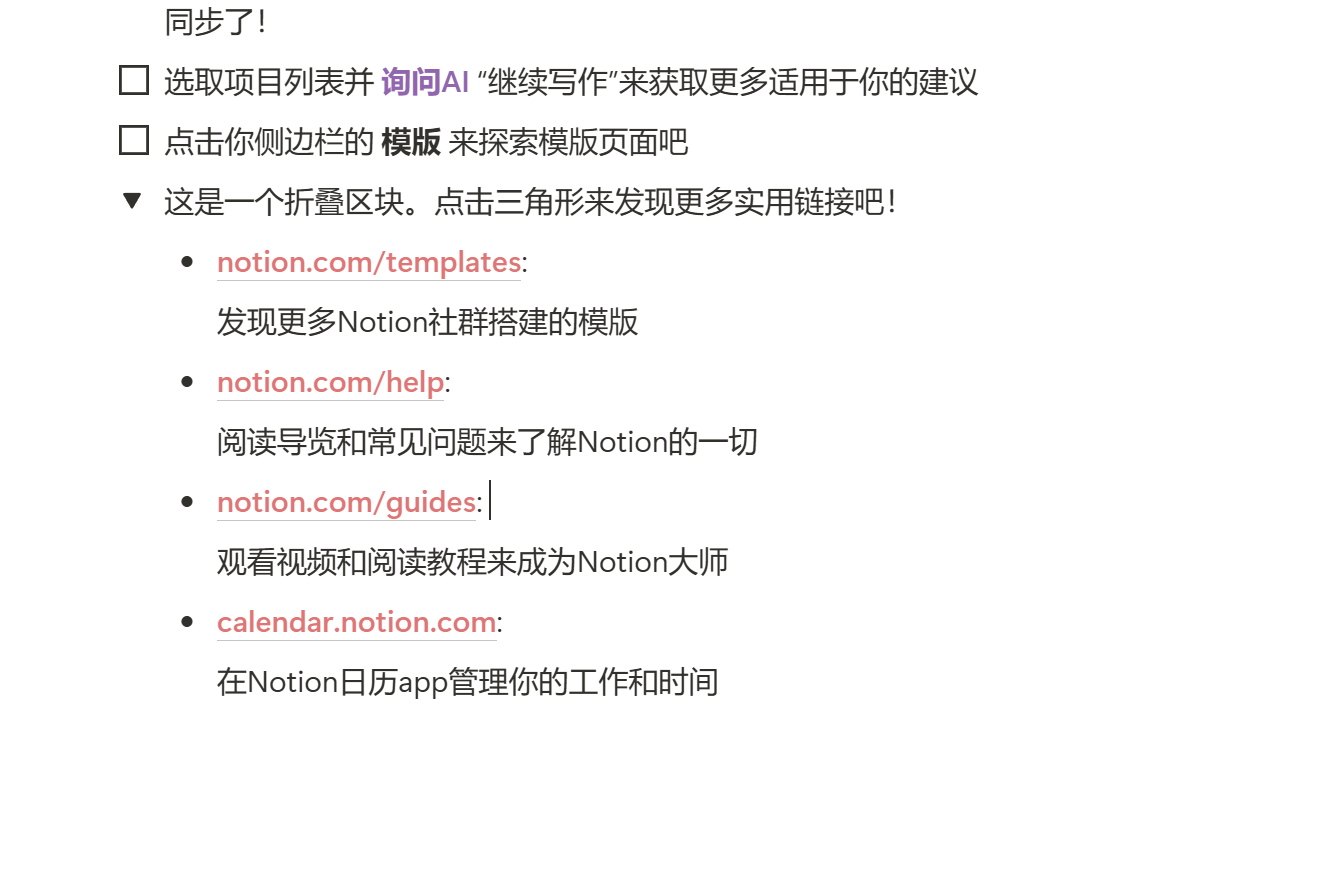 同步了！
选取项目列表并 询问AI “继续写作”来获取更多适用于你的建议
点击你侧边栏的 模版 来探索模版页面吧
这是一个折叠区块。点击三角形来发现更多实用链接吧！
notion.com/templates:
发现更多Notion社群搭建的模版
notion.com/help:
阅读导览和常见问题来了解Notion的一切
notion.com/guides:
观看视频和阅读教程来成为Notion大师
calendar.notion.com:
在Notion日历app管理你的工作和时间